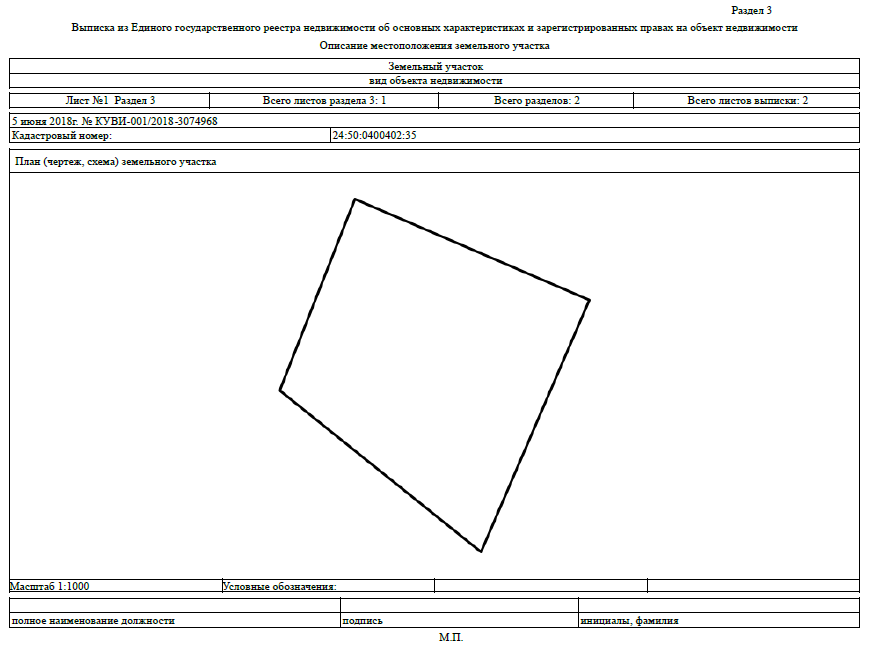 Раздел 3
Выписка из Единого государственного реестра недвижимости об основных характеристиках и зарегистрированных правах на объект недвижимости
Описание местоположения земельного участка
Земельный участок
вид объекта недвижимости
Лист №1 Раздел 3 Всего листов раздела 3: 1 Всего разделов: 2 Всего листов выписки: 2
5 июня 2018г. № КУВИ-001/2018-3074968
Кадастровый номер: 24:50:0400402:35
План (чертеж, схема) земельного участка
Масштаб 1:1000 Условные обозначения:
полное наименование должности подпись инициалы, фамилия
М.П.